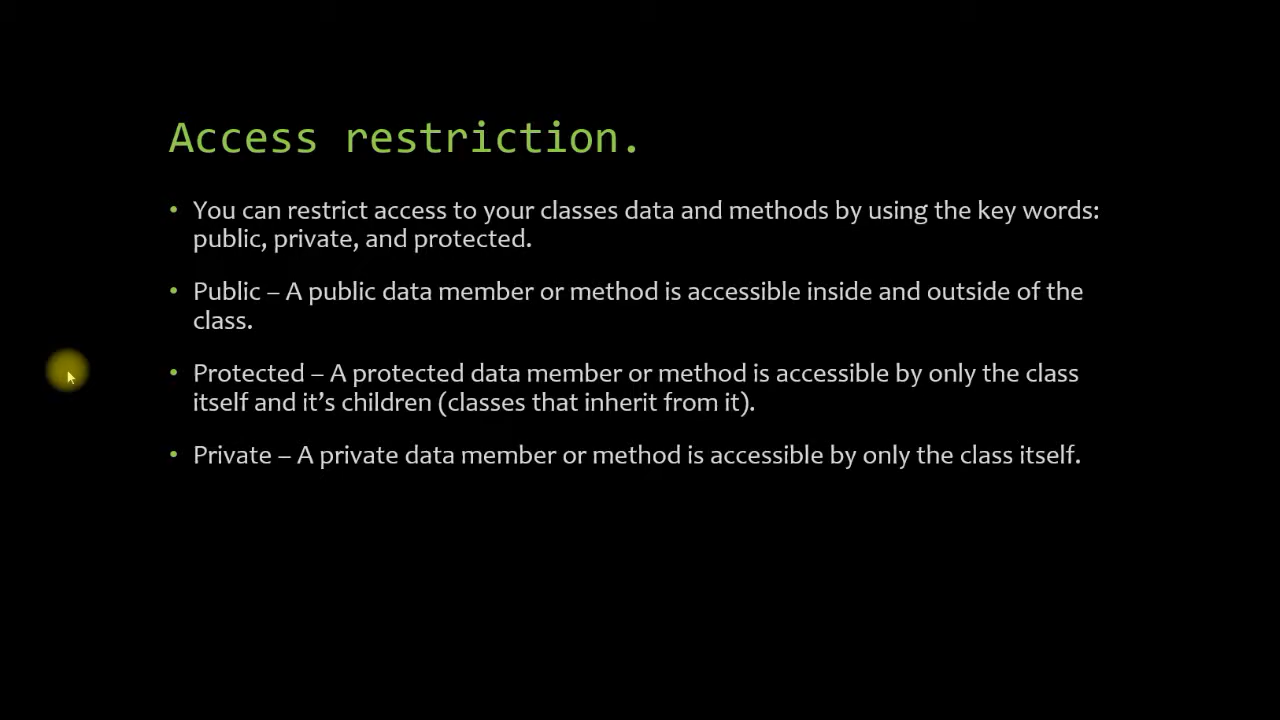 Access restriction.
• You can restrict access to your classes data and methods by using the key words:
public, private, and protected.
• Public – A public data member or method is accessible inside and outside of the
class.
• Protected – A protected data member or method is accessible by only the class
itself and it’s children (classes that inherit from it).
• Private – A private data member or method is accessible by only the class itself.